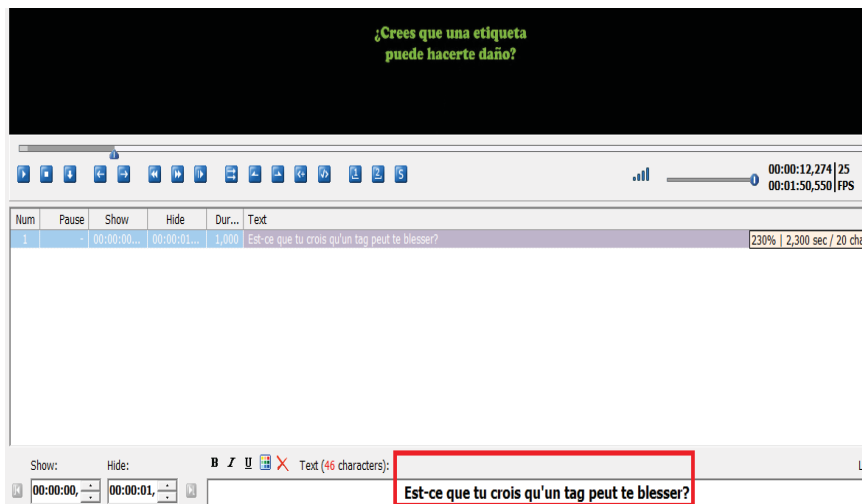 ¿Crees que una etiqueta
puede hacerte daño?
1 2 S
00:00:12,274 25
00:01:50,550 FPS
Num Pause Show Hide Dur... Text
1 - 00:00:00... 00:00:01... 1,000 Est-ce que tu crois qu'un tag peut te blesser?
230% | 2,300 sec / 20 cha
Show: Hide: B I U Text (46 characters): L
00:00:00, 00:00:01, Est-ce que tu crois qu'un tag peut te blesser?